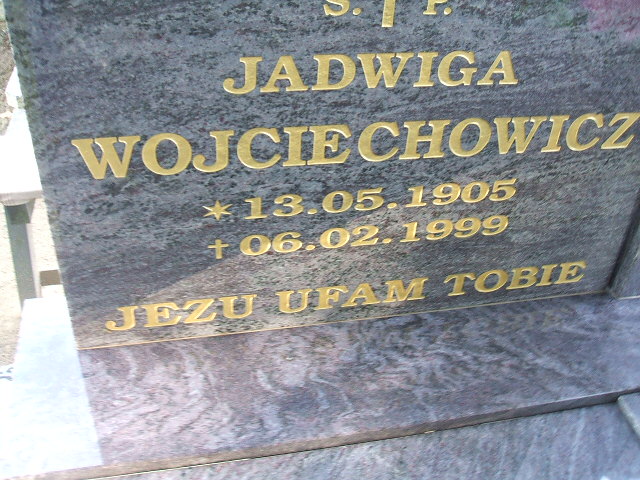 Ś. † P.
JADWIGA
WOJCIECHOWICZ
* 13.05.1905
† 06.02.1999
JEZU UFAM TOBIE